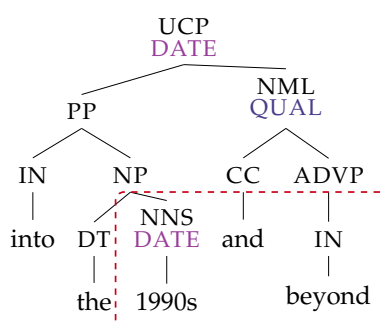 UCP
DATE
PP
NML
QUAL
IN NP CC ADVP
into DT NNS and IN
DATE
the 1990s beyond